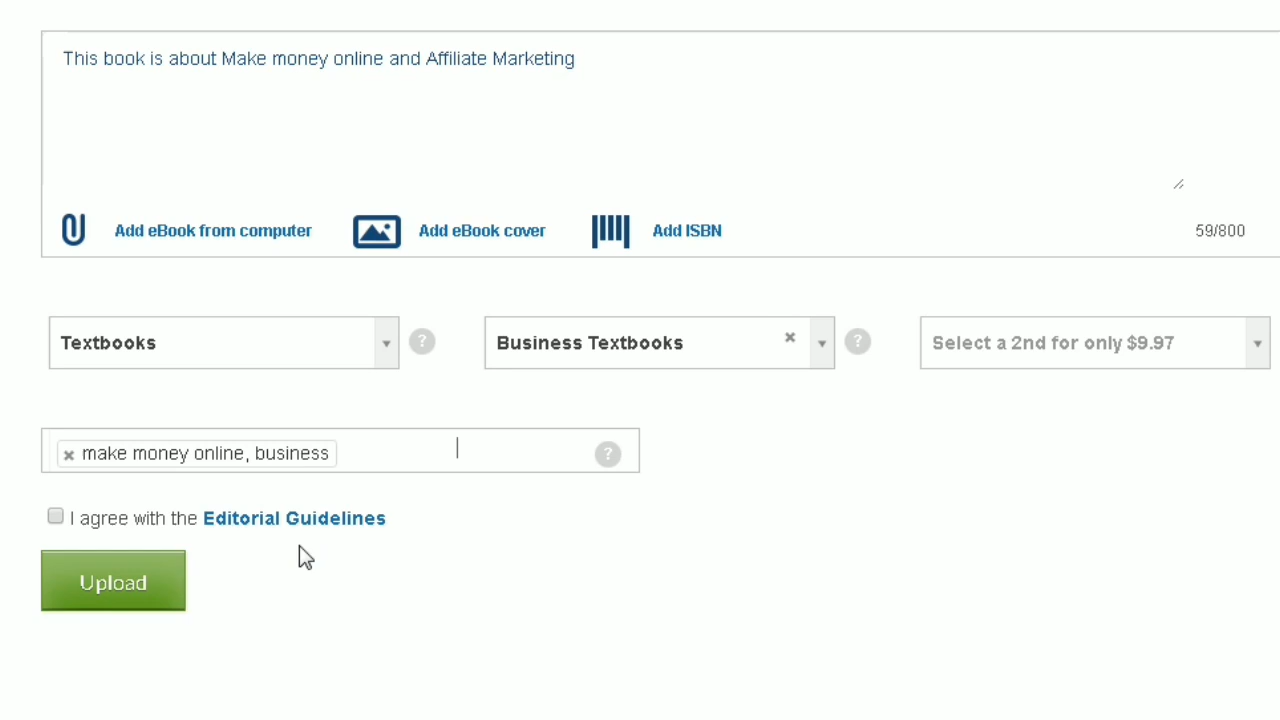 This book is about Make money online and Affiliate Marketing
Add eBook from computer Add eBook cover Add ISBN 59/800
Textbooks ? Business Textbooks × ? Select a 2nd for only $9.97
× make money online, business ?
I agree with the Editorial Guidelines
Upload